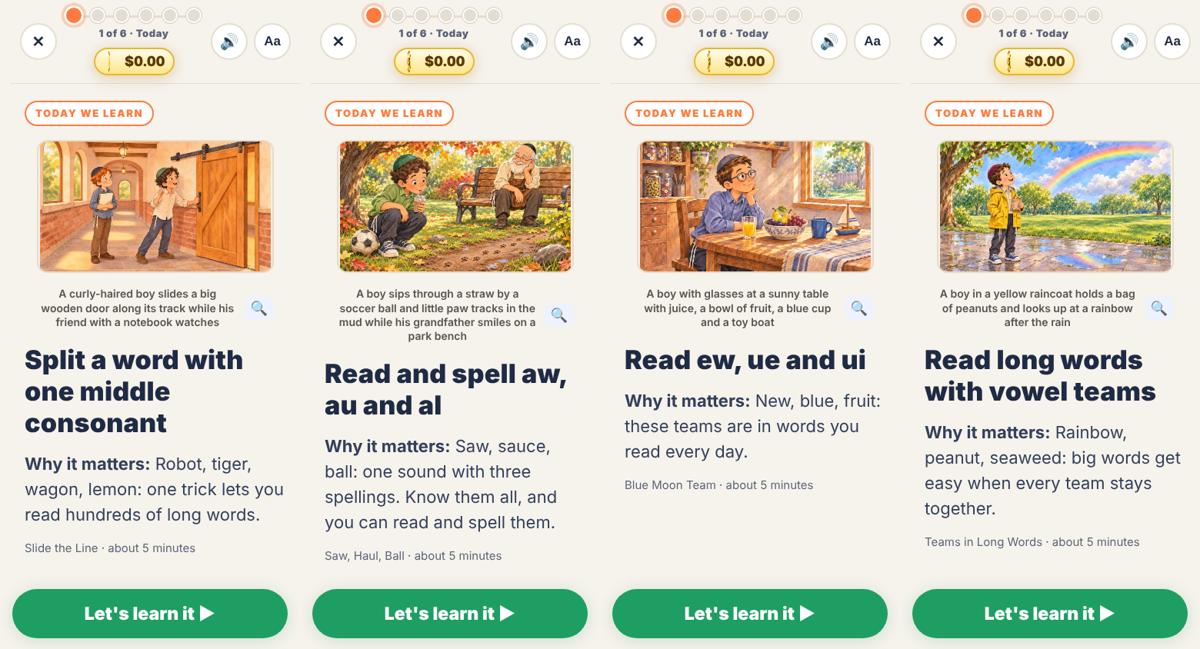 1 of 6 · Today
Aa
$0.00
TODAY WE LEARN
A curly-haired boy slides a big
wooden door along its track while his
friend with a notebook watches
Split a word with
one middle
consonant
Why it matters: Robot, tiger,
wagon, lemon: one trick lets you
read hundreds of long words.
Slide the Line · about 5 minutes
Let's learn it ▶
1 of 6 · Today
Aa
$0.00
TODAY WE LEARN
A boy sips through a straw by a
soccer ball and little paw tracks in the
mud while his grandfather smiles on a
park bench
Read and spell aw,
au and al
Why it matters: Saw, sauce,
ball: one sound with three
spellings. Know them all, and
you can read and spell them.
Saw, Haul, Ball · about 5 minutes
Let's learn it ▶
1 of 6 · Today
Aa
$0.00
TODAY WE LEARN
A boy with glasses at a sunny table
with juice, a bowl of fruit, a blue cup
and a toy boat
Read ew, ue and ui
Why it matters: New, blue, fruit:
these teams are in words you
read every day.
Blue Moon Team · about 5 minutes
Let's learn it ▶
1 of 6 · Today
Aa
$0.00
TODAY WE LEARN
A boy in a yellow raincoat holds a bag
of peanuts and looks up at a rainbow
after the rain
Read long words
with vowel teams
Why it matters: Rainbow,
peanut, seaweed: big words get
easy when every team stays
together.
Teams in Long Words · about 5 minutes
Let's learn it ▶